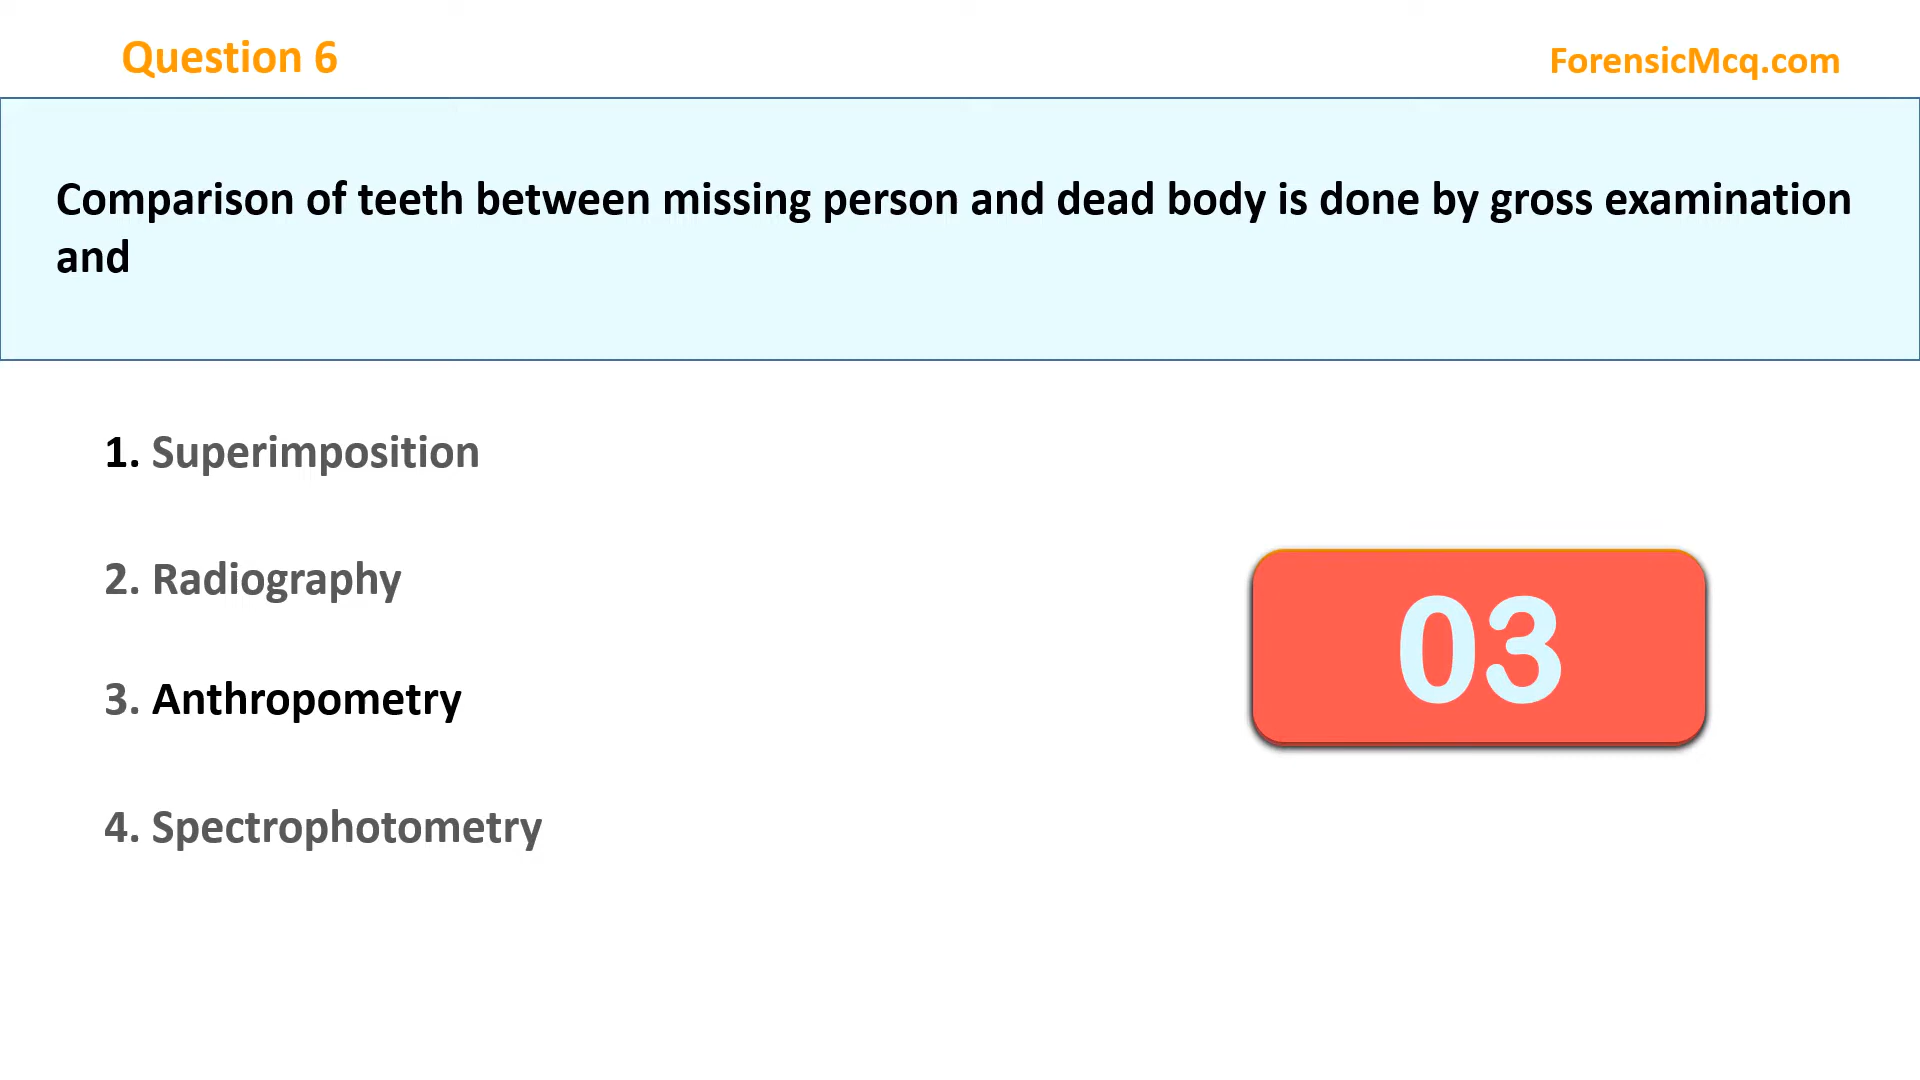 Question 6
ForensicMcq.com
Comparison of teeth between missing person and dead body is done by gross examination
and
1. Superimposition
2. Radiography
3. Anthropometry
4. Spectrophotometry
03